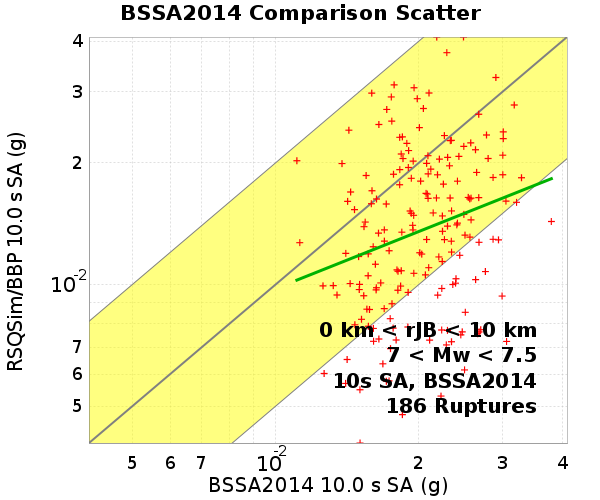 BSSA2014 Comparison Scatter
RSQSim/BBP 10.0 s SA (g)
4
3
2
10-2
7
6
5
0 km < rJB < 10 km
7 < Mw < 7.5
10s SA, BSSA2014
186 Ruptures
5 6 7 10-2 2 3 4
BSSA2014 10.0 s SA (g)